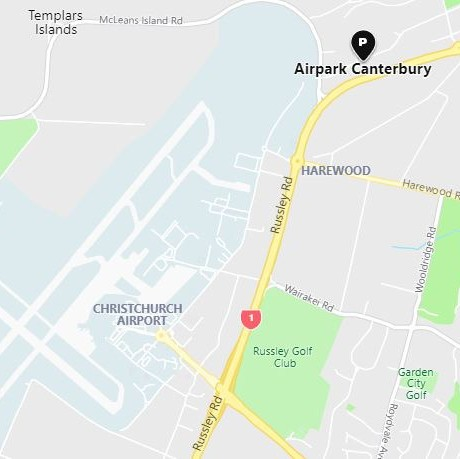 Templars
Islands
McLeans Island Rd
P
Airpark Canterbury
HAREWOOD
Harewood R
Russley Rd
Wooldridge Rd
Wairakei Rd
CHRISTCHURCH
AIRPORT
1
Russley Golf
Club
Garden
City
Golf
Russley Rd
Roydvale Ave